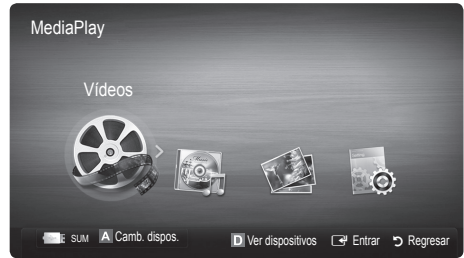 MediaPlay
Vídeos
E SUM A Camb. dispos. D Ver dispositivos Entrar Regresar